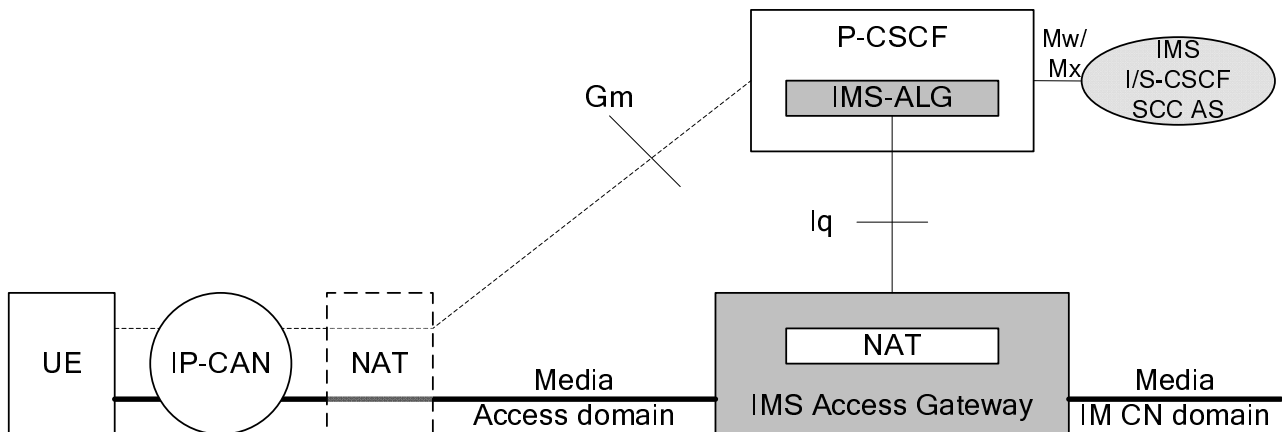 P-CSCF
IMS-ALG
Mw/
Mx
IMS
I/S-CSCF
SCC AS
Gm
Iq
UE
IP-CAN
NAT
Media
Access domain
NAT
IMS Access Gateway
Media
IM CN domain